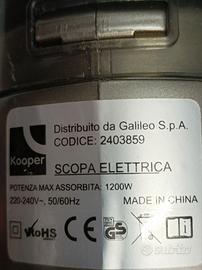 Distribuito da Galileo S.p.A.
CODICE: 2403859
Kooper
SCOPA ELETTRICA
POTENZA MAX ASSORBITA: 1200W
220-240V~, 50/60Hz
MADE IN CHINA
RoHS
CE
subito